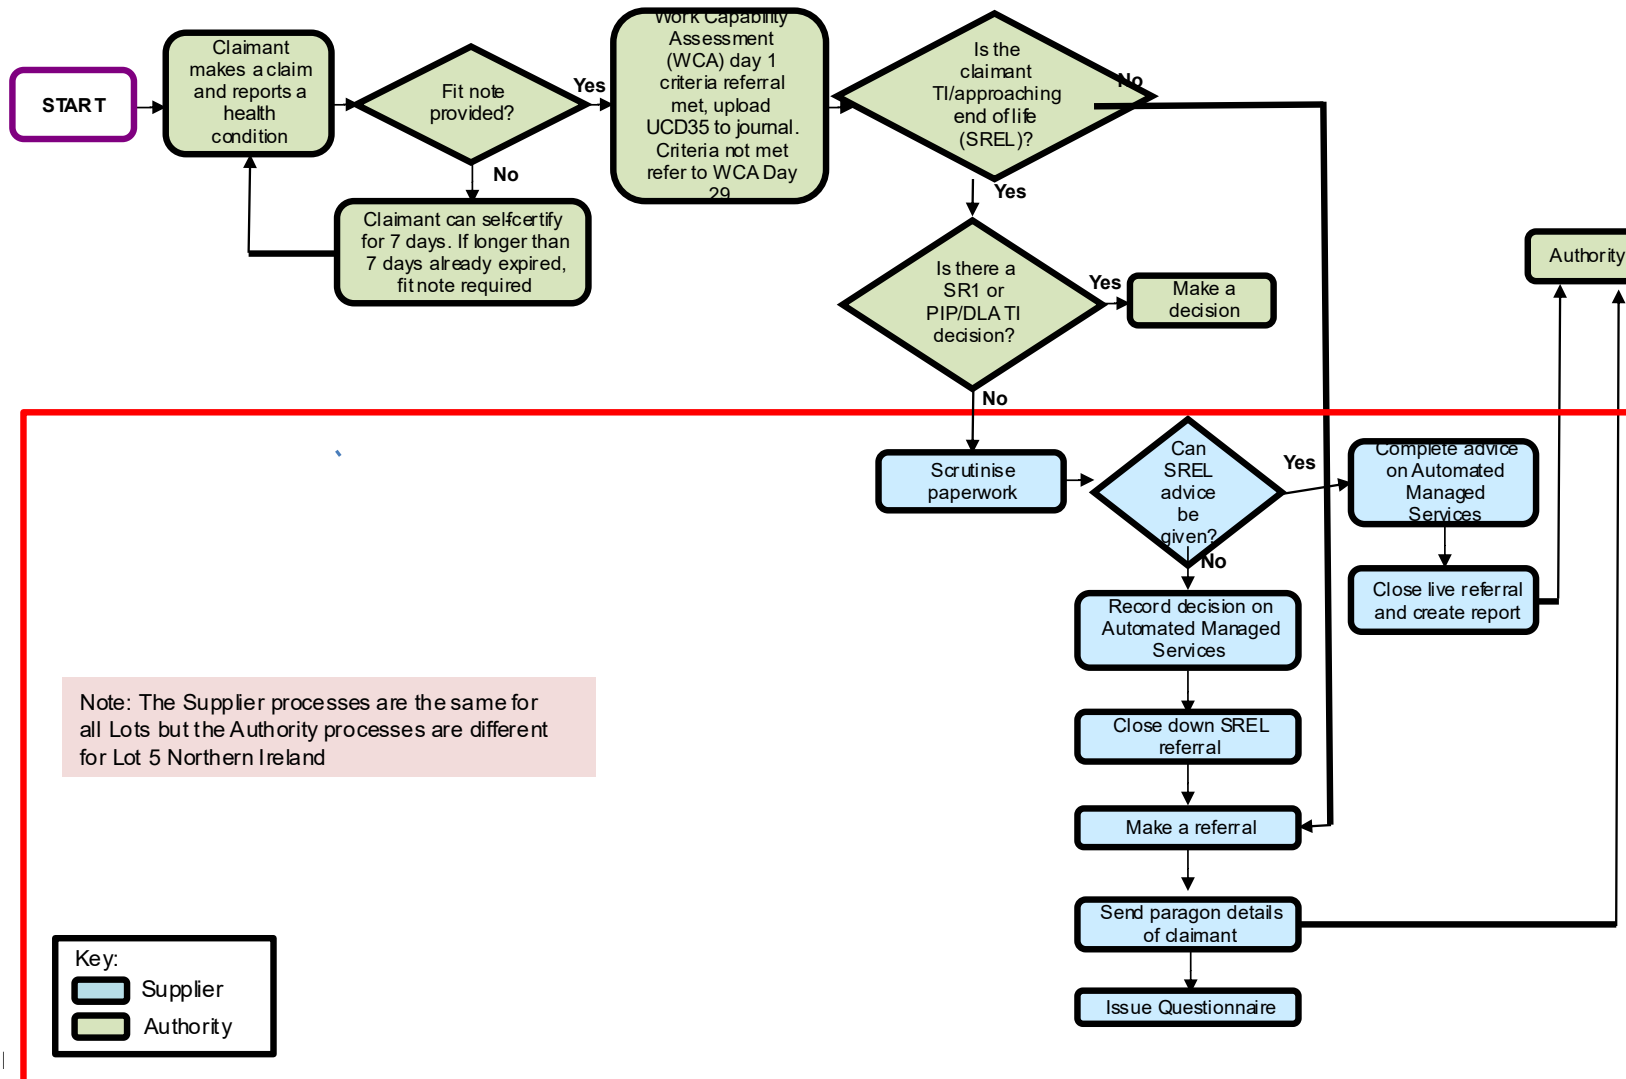 START
Claimant
makes a claim
and reports a
health
condition
Fit note
provided?
Yes
No
Claimant can self-certify
for 7 days. If longer than
7 days already expired,
fit note required
Work Capability
Assessment
(WCA) day 1
criteria referral
met, upload
UCD35 to journal.
Criteria not met
refer to WCA Day
29
Is the
claimant
TI/approaching
end of life
(SREL)?
No
Yes
Is there a
SR1 or
PIP/DLA TI
decision?
Yes
Make a
decision
No
Authority
Scrutinise
paperwork
Can
SREL
advice
be
given?
Yes
No
Complete advice
on Automated
Managed
Services
Close live referral
and create report
Record decision on
Automated Managed
Services
Close down SREL
referral
Make a referral
Send paragon details
of claimant
Issue Questionnaire
Note: The Supplier processes are the same for
all Lots but the Authority processes are different
for Lot 5 Northern Ireland
Key:
Supplier
Authority